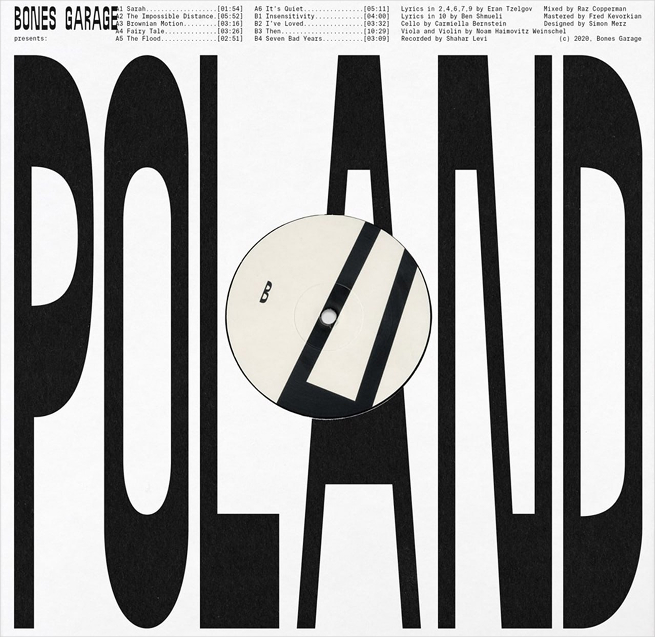 BONES GARAGE
presents:
A1 Sarah..................[01:54]
A2 The Impossible Distance.[05:52]
A3 Brownian Motion.........[03:16]
A4 Fairy Tale..............[03:26]
A5 The Flood...............[02:51]
A6 It's Quiet...............[05:11]
B1 Insensitivity............[04:00]
B2 I've Loved...............[03:32]
B3 Then.....................[10:29]
B4 Seven Bad Years..........[03:09]
Lyrics in 2,4,6,7,9 by Eran Tzelgov
Lyrics in 10 by Ben Shmueli
Cello by Carmiella Bernstein
Viola and Violin by Noam Haimovitz Weinschel
Recorded by Shahar Levi
Mixed by Raz Copperman
Mastered by Fred Kevorkian
Designed by Simon Merz
(c) 2020, Bones Garage
POLAND
B